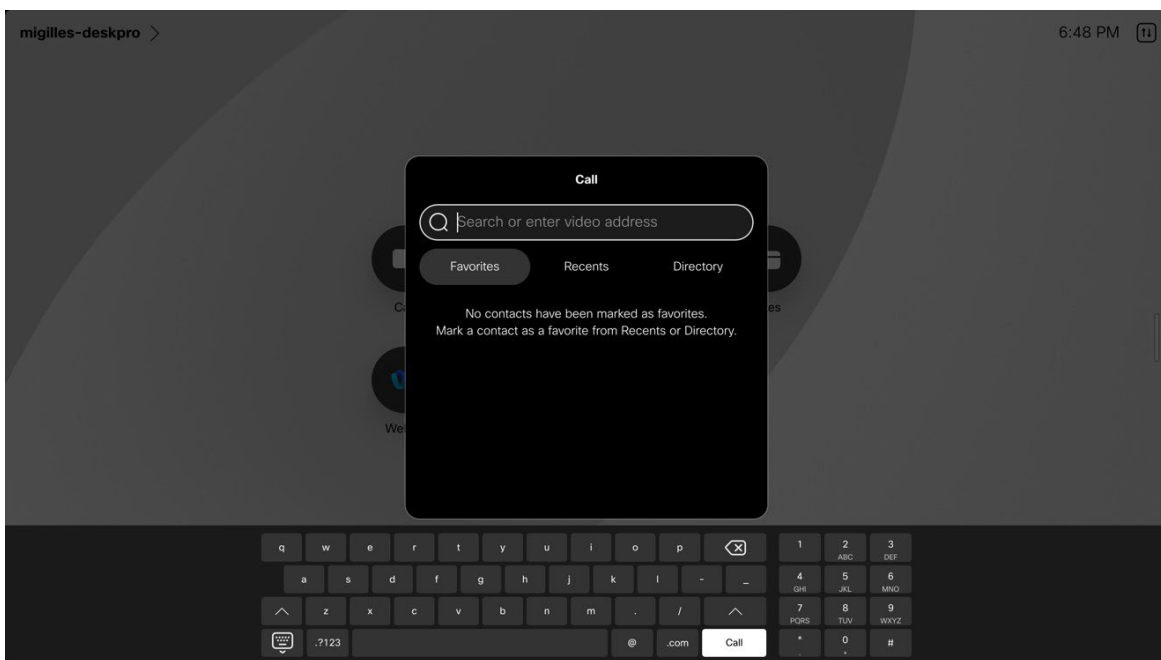 migilles-deskpro >
6:48 PM
Call
Search or enter video address
Favorites Recents Directory
No contacts have been marked as favorites.
Mark a contact as a favorite from Recents or Directory.
q w e r t y u i o p
1 2 ABC 3 DEF
a s d f g h j k l - _
4 GHI 5 JKL 6 MNO
z x c v b n m . /
7 PQRS 8 TUV 9 WXYZ
.?123 @ .com Call
* 0 + #